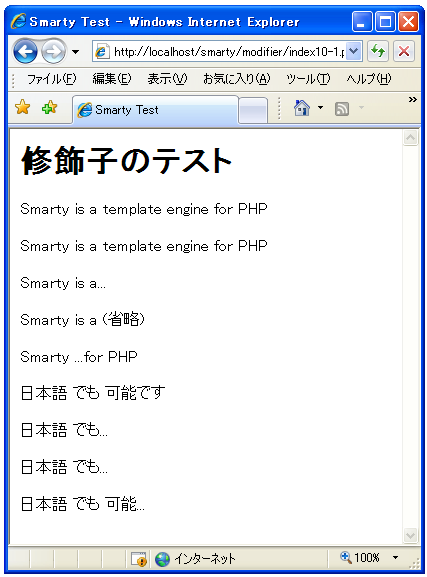 Smarty Test - Windows Internet Explorer
http://localhost/smarty/modifier/index10-1.p
ファイル(F) 編集(E) 表示(V) お気に入り(A) ツール(T) ヘルプ(H)
Smarty Test
修飾子のテスト
Smarty is a template engine for PHP
Smarty is a template engine for PHP
Smarty is a...
Smarty is a (省略)
Smarty ...for PHP
日本語 でも 可能です
日本語 でも...
日本語 でも...
日本語 でも 可能...
インターネット 100%